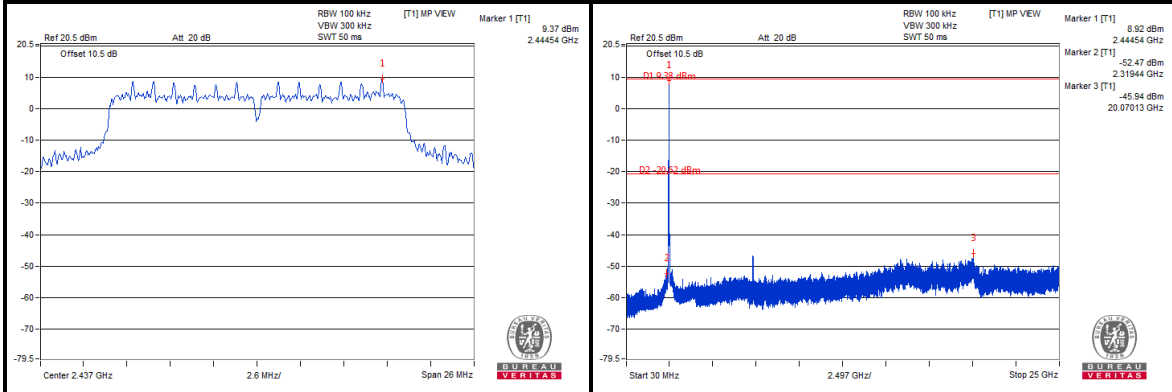 RBW 100 kHz [T1] MP VIEW
VBW 300 kHz
SWT 50 ms
Marker 1 [T1]
9.37 dBm
2.44454 GHz
Ref 20.5 dBm Att 20 dB
20.5
Offset 10.5 dB
1
10
0
-10
-20
-30
-40
-50
-60
-70
-79.5
Center 2.437 GHz 2.6 MHz/ Span 26 MHz
BUREAU VERITAS
1828
BUREAU
VERITAS
RBW 100 kHz [T1] MP VIEW
VBW 300 kHz
SWT 50 ms
Marker 1 [T1]
8.92 dBm
2.44454 GHz
Marker 2 [T1]
-52.47 dBm
2.31944 GHz
Marker 3 [T1]
-45.94 dBm
20.07013 GHz
Ref 20.5 dBm Att 20 dB
20.5
Offset 10.5 dB
1
D1 9.38 dBm
10
0
-10
D2 -20.62 dBm
-20
-30
-40
3
2
-50
-60
-70
-79.5
Start 30 MHz 2.497 GHz/ Stop 25 GHz
BUREAU VERITAS
1828
BUREAU
VERITAS